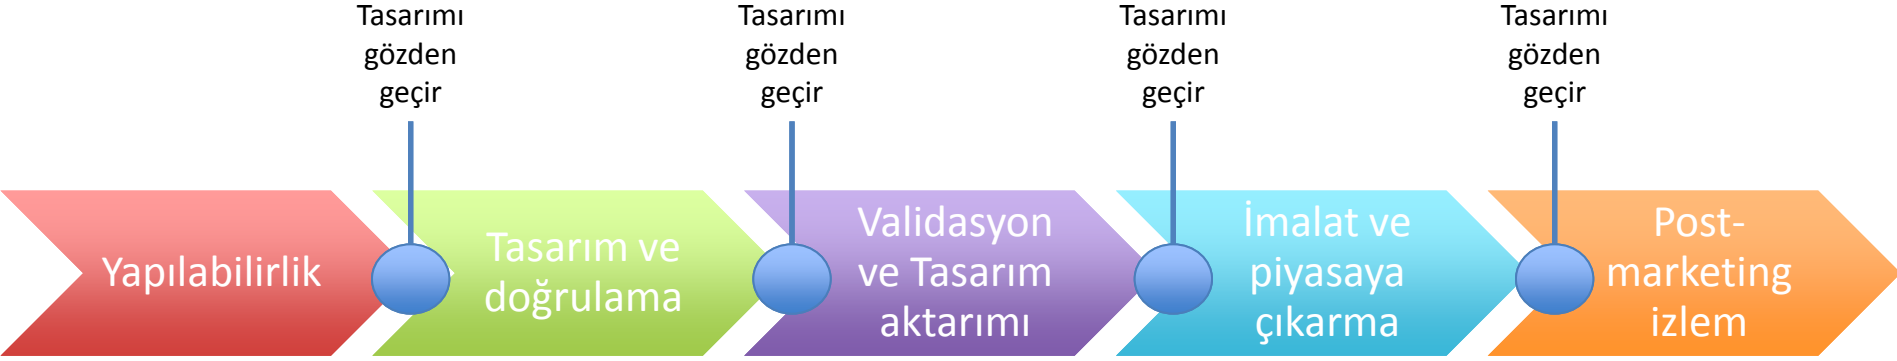 Tasarımı
gözden
geçir
Tasarımı
gözden
geçir
Tasarımı
gözden
geçir
Tasarımı
gözden
geçir
Yapılabilirlik
Tasarım ve
doğrulama
Validasyon
ve Tasarım
aktarımı
İmalat ve
piyasaya
çıkarma
Post-
marketing
izlem